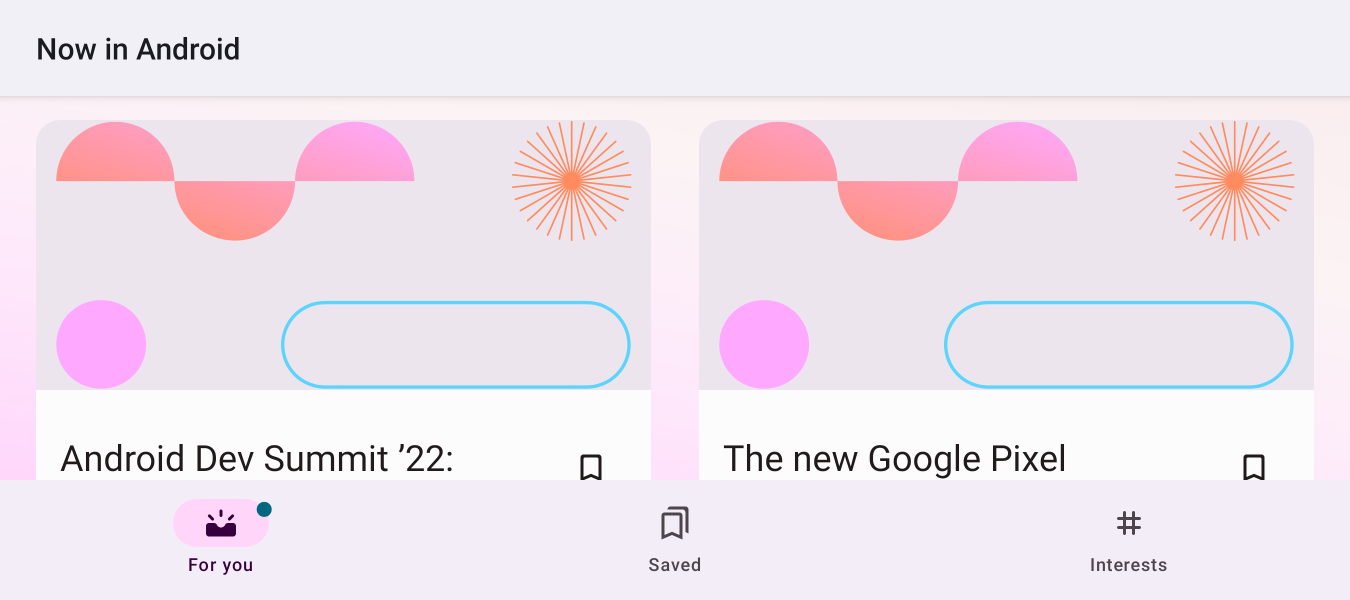 Now in Android
Android Dev Summit ’22:
The new Google Pixel
For you
Saved
Interests